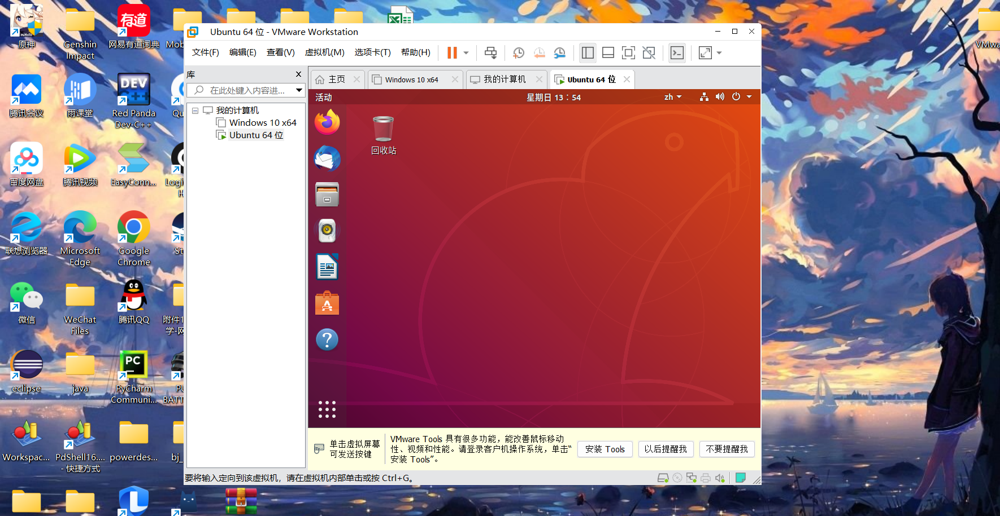 Ubuntu 64 位 - VMware Workstation
文件(F) 编辑(E) 查看(V) 虚拟机(M) 选项卡(T) 帮助(H)
库
在此处键入内容进...
我的计算机
Windows 10 x64
Ubuntu 64 位
主页
Windows 10 x64
我的计算机
Ubuntu 64 位
活动
星期日 13：54
zh
回收站
单击虚拟屏幕
可发送按键
VMware Tools 具有很多功能，能改善鼠标移动
性、视频和性能。请登录客户机操作系统，单击“
安装 Tools”。
安装 Tools
以后提醒我
不要提醒我
要将输入定向到该虚拟机，请在虚拟机内部单击或按 Ctrl+G。
原神
Genshin
Impact
有道
网易有道词典
Mob
腾讯会议
雨课堂
DEV
C++
Red Panda
Dev-C++
Qu
百度网盘
腾讯视频
EasyConn...
Logi
H
联想浏览器
Microsoft
Edge
Google
Chrome
St
微信
WeChat
Files
腾讯QQ
附件1
学-网
eclipse
java
PC
PyCharm
Communi...
PU
BATT
Workspac...
PdShell16....
- 快捷方式
powerdes...
bj_
VMwa